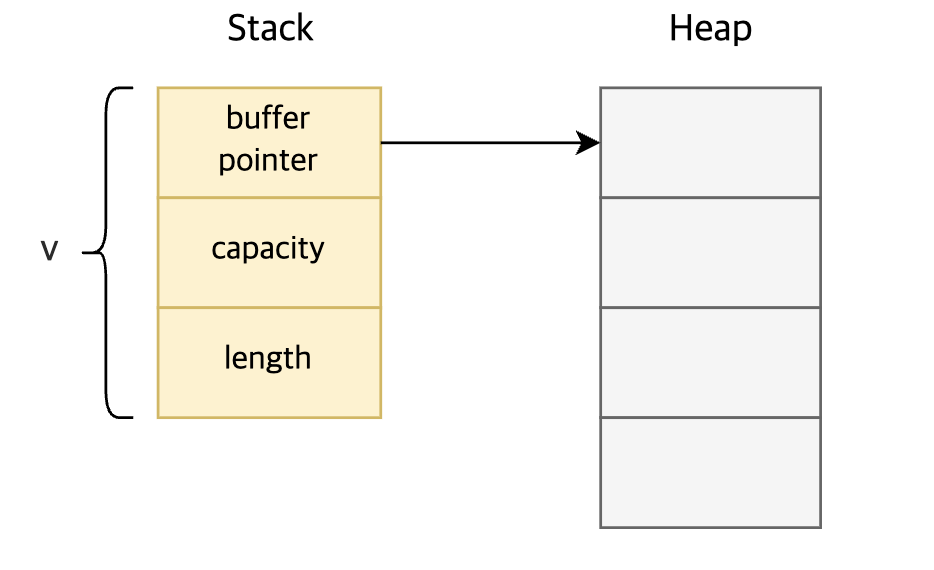 Stack
Heap
buffer
pointer
v
capacity
length